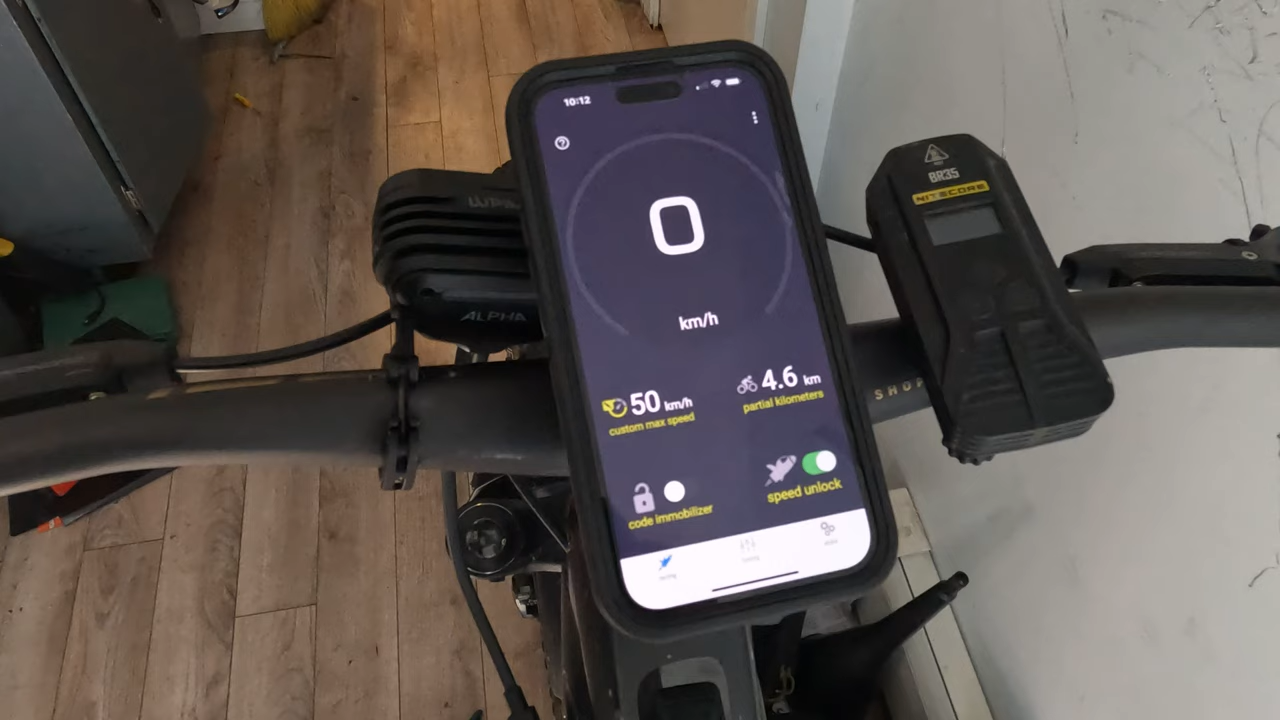 10:12
0
km/h
50 km/h
custom max speed
4.6 km
partial kilometers
code immobilizer
speed unlock
ALPHA
BR35
NITECORE
SHOP